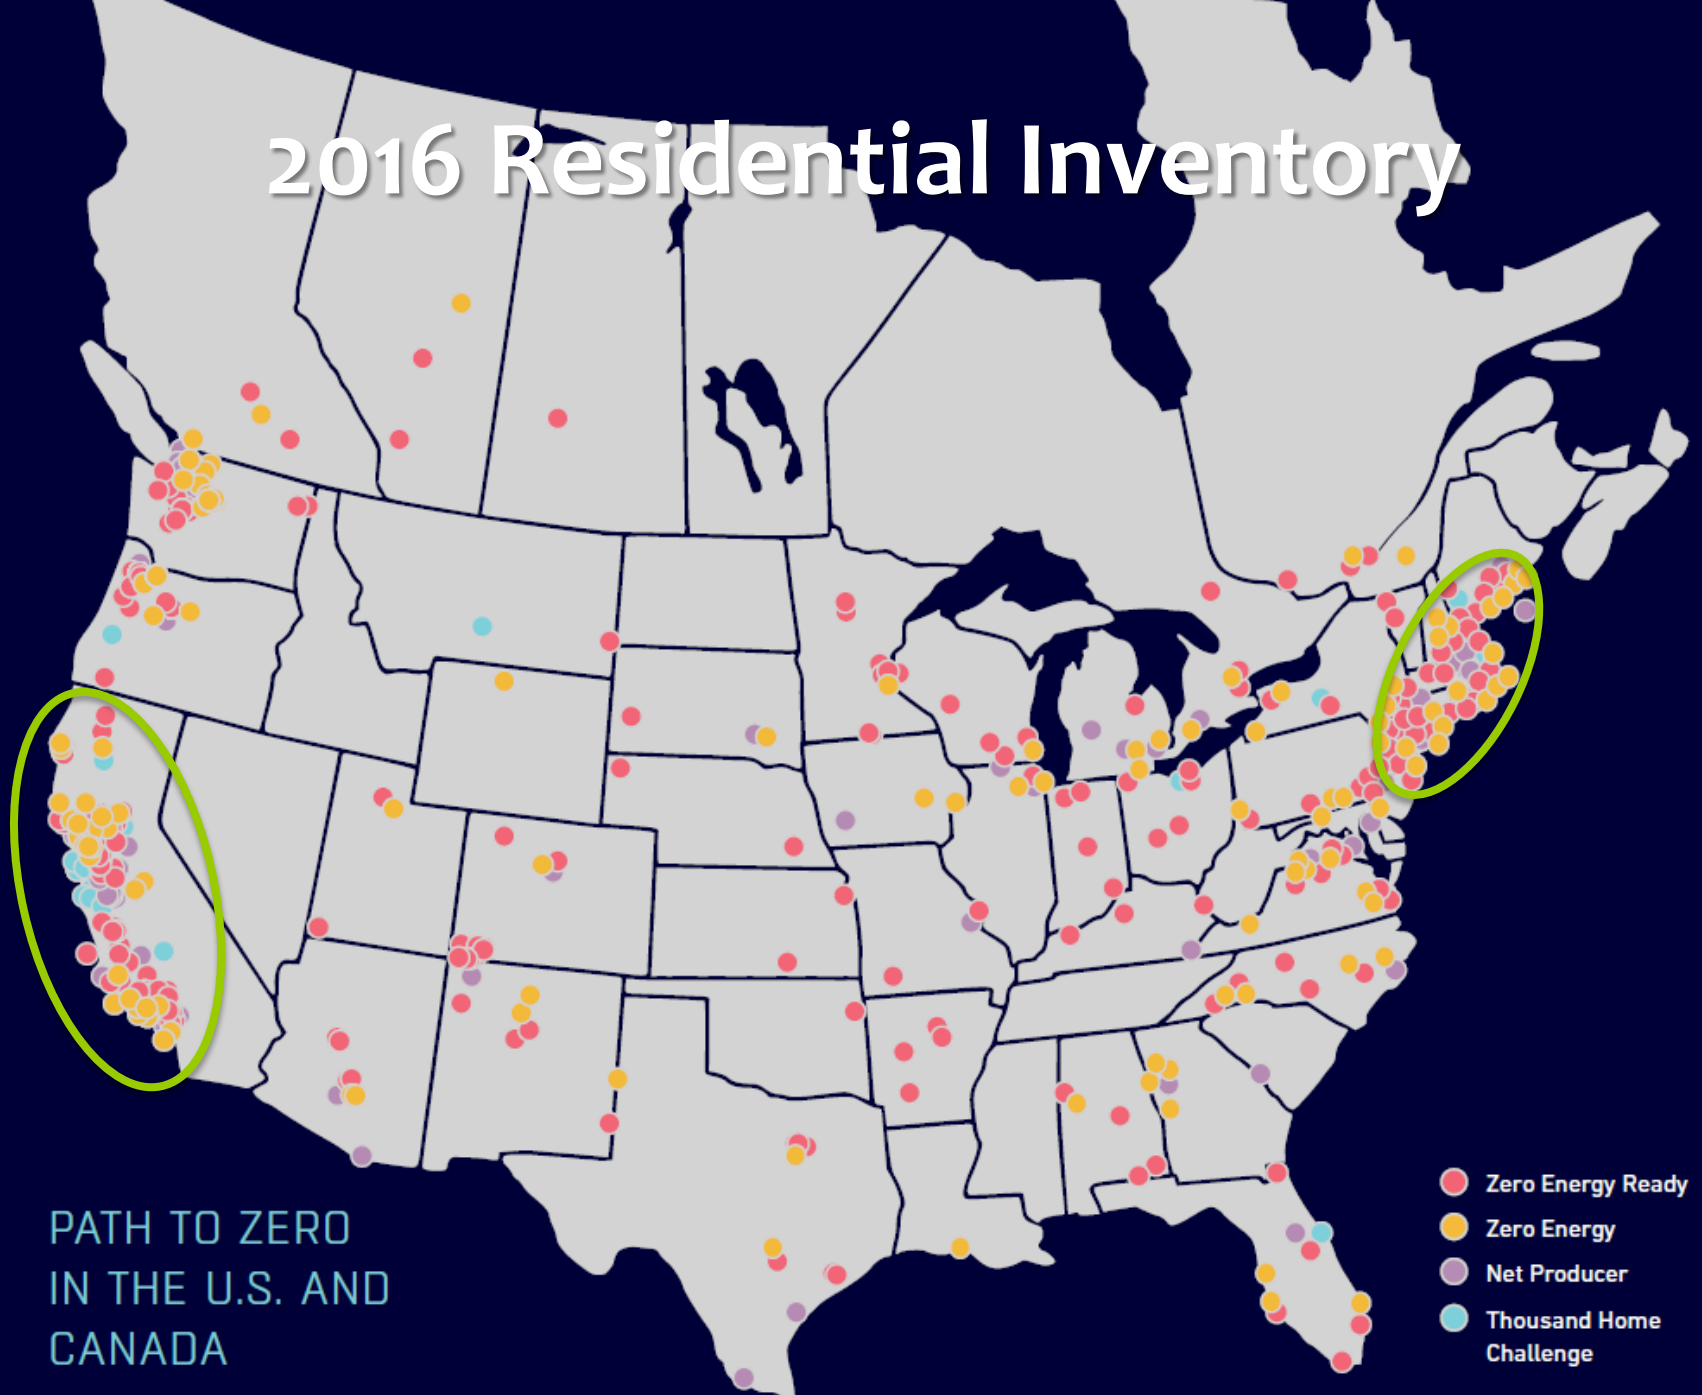 2016 Residential Inventory
PATH TO ZERO
IN THE U.S. AND
CANADA
Zero Energy Ready
Zero Energy
Net Producer
Thousand Home
Challenge